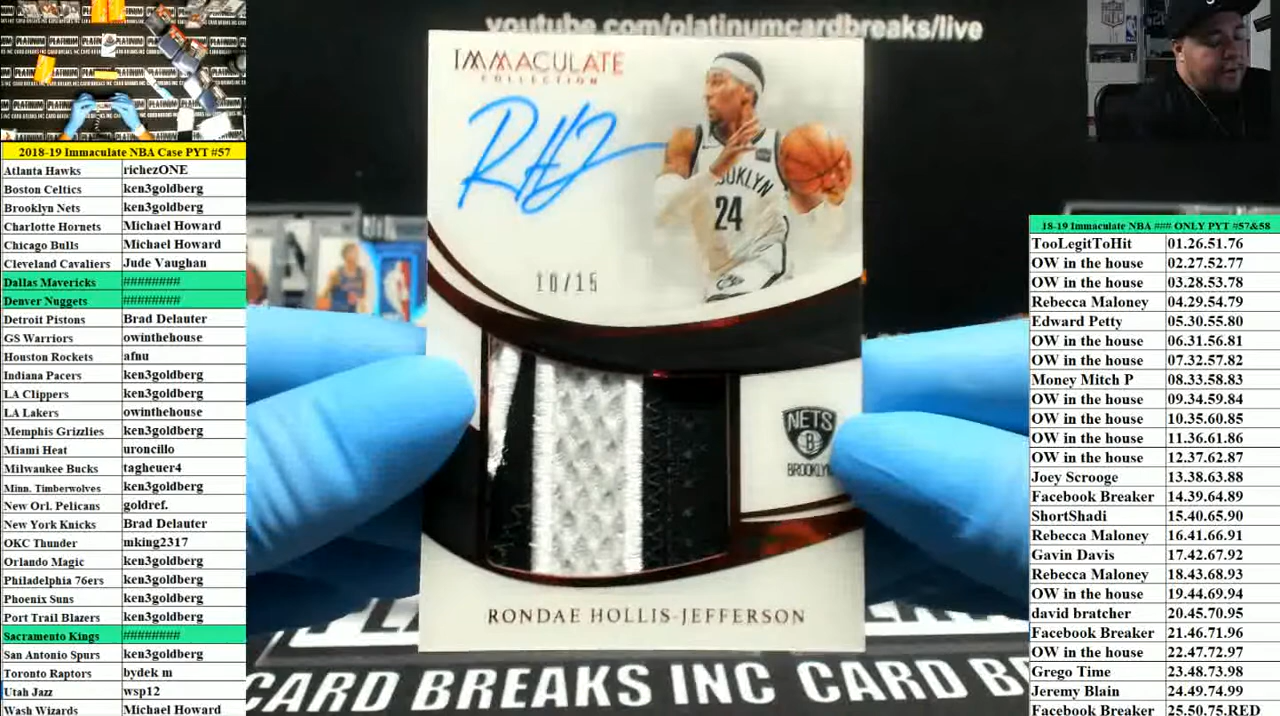 youtube.com/platinumcardbreaks/live
2018-19 Immaculate NBA Case PYT #57
Atlanta Hawks richezONE
Boston Celtics ken3goldberg
Brooklyn Nets ken3goldberg
Charlotte Hornets Michael Howard
Chicago Bulls Michael Howard
Cleveland Cavaliers Jude Vaughan
Dallas Mavericks ########
Denver Nuggets ########
Detroit Pistons Brad Delauter
GS Warriors owinthehouse
Houston Rockets afnu
Indiana Pacers ken3goldberg
LA Clippers ken3goldberg
LA Lakers owinthehouse
Memphis Grizzlies ken3goldberg
Miami Heat uroncillo
Milwaukee Bucks tagheuer4
Minn. Timberwolves ken3goldberg
New Orl. Pelicans goldref.
New York Knicks Brad Delauter
OKC Thunder mking2317
Orlando Magic ken3goldberg
Philadelphia 76ers ken3goldberg
Phoenix Suns ken3goldberg
Port Trail Blazers ken3goldberg
Sacramento Kings ########
San Antonio Spurs ken3goldberg
Toronto Raptors bydek m
Utah Jazz wsp12
Wash Wizards Michael Howard
IMMACULATE
COLLECTION
RHJ
24
10/15
NETS
B
BROOKLYN
RONDAE HOLLIS-JEFFERSON
CARD BREAKS INC CARD B
18-19 Immaculate NBA ### ONLY PYT #57&58
TooLegitToHit 01.26.51.76
OW in the house 02.27.52.77
OW in the house 03.28.53.78
Rebecca Maloney 04.29.54.79
Edward Petty 05.30.55.80
OW in the house 06.31.56.81
OW in the house 07.32.57.82
Money Mitch P 08.33.58.83
OW in the house 09.34.59.84
OW in the house 10.35.60.85
OW in the house 11.36.61.86
OW in the house 12.37.62.87
Joey Scrooge 13.38.63.88
Facebook Breaker 14.39.64.89
ShortShadi 15.40.65.90
Rebecca Maloney 16.41.66.91
Gavin Davis 17.42.67.92
Rebecca Maloney 18.43.68.93
OW in the house 19.44.69.94
david bratcher 20.45.70.95
Facebook Breaker 21.46.71.96
OW in the house 22.47.72.97
Grego Time 23.48.73.98
Jeremy Blain 24.49.74.99
Facebook Breaker 25.50.75.RED